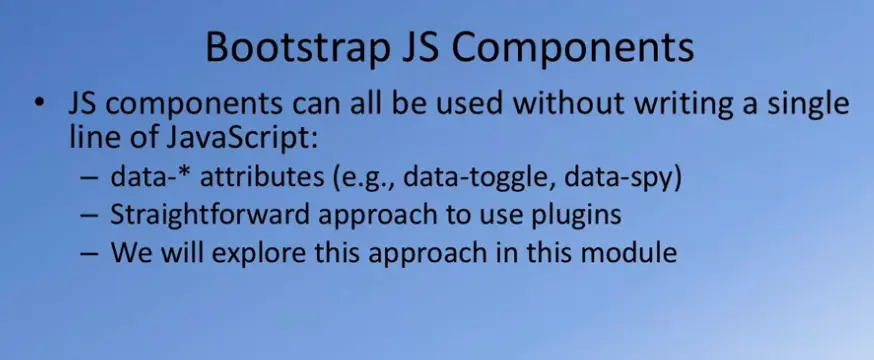 Bootstrap JS Components
• JS components can all be used without writing a single
line of JavaScript:
– data-* attributes (e.g., data-toggle, data-spy)
– Straightforward approach to use plugins
– We will explore this approach in this module